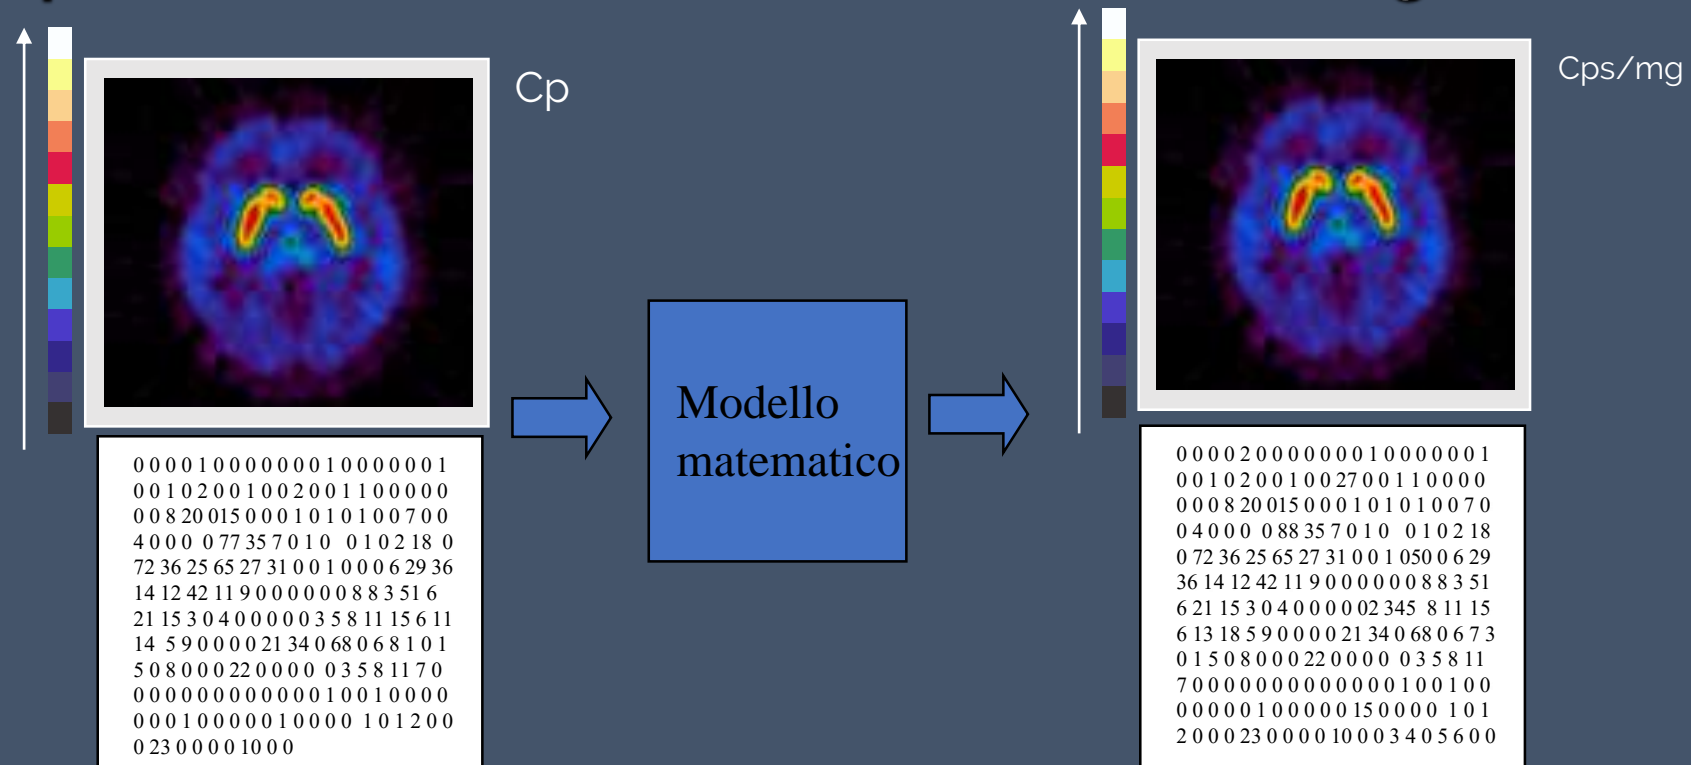 Cp
0 0 0 0 1 0 0 0 0 0 0 0 1 0 0 0 0 0 0 1
0 0 1 0 2 0 0 1 0 0 2 0 0 1 1 0 0 0 0 0
0 0 8 20 015 0 0 0 1 0 1 0 1 0 0 7 0 0
4 0 0 0 0 77 35 7 0 1 0 0 1 0 2 18 0
72 36 25 65 27 31 0 0 1 0 0 0 6 29 36
14 12 42 11 9 0 0 0 0 0 0 8 8 3 51 6
21 15 3 0 4 0 0 0 0 0 3 5 8 11 15 6 11
14 5 9 0 0 0 0 21 34 0 68 0 6 8 1 0 1
5 0 8 0 0 0 22 0 0 0 0 0 3 5 8 11 7 0
0 0 0 0 0 0 0 0 0 0 0 0 1 0 0 1 0 0 0 0
0 0 0 1 0 0 0 0 0 1 0 0 0 0 1 0 1 2 0 0
0 23 0 0 0 0 10 0 0
Modello
matematico
Cps/mg
0 0 0 0 2 0 0 0 0 0 0 0 1 0 0 0 0 0 0 1
0 0 1 0 2 0 0 1 0 0 27 0 0 1 1 0 0 0 0
0 0 0 8 20 015 0 0 0 1 0 1 0 1 0 0 7 0
0 4 0 0 0 0 88 35 7 0 1 0 0 1 0 2 18
0 72 36 25 65 27 31 0 0 1 050 0 6 29
36 14 12 42 11 9 0 0 0 0 0 0 8 8 3 51
6 21 15 3 0 4 0 0 0 0 02 345 8 11 15
6 13 18 5 9 0 0 0 0 21 34 0 68 0 6 7 3
0 1 5 0 8 0 0 0 22 0 0 0 0 0 3 5 8 11
7 0 0 0 0 0 0 0 0 0 0 0 0 0 1 0 0 1 0 0
0 0 0 0 0 1 0 0 0 0 0 15 0 0 0 0 1 0 1
2 0 0 0 23 0 0 0 0 10 0 0 3 4 0 5 6 0 0